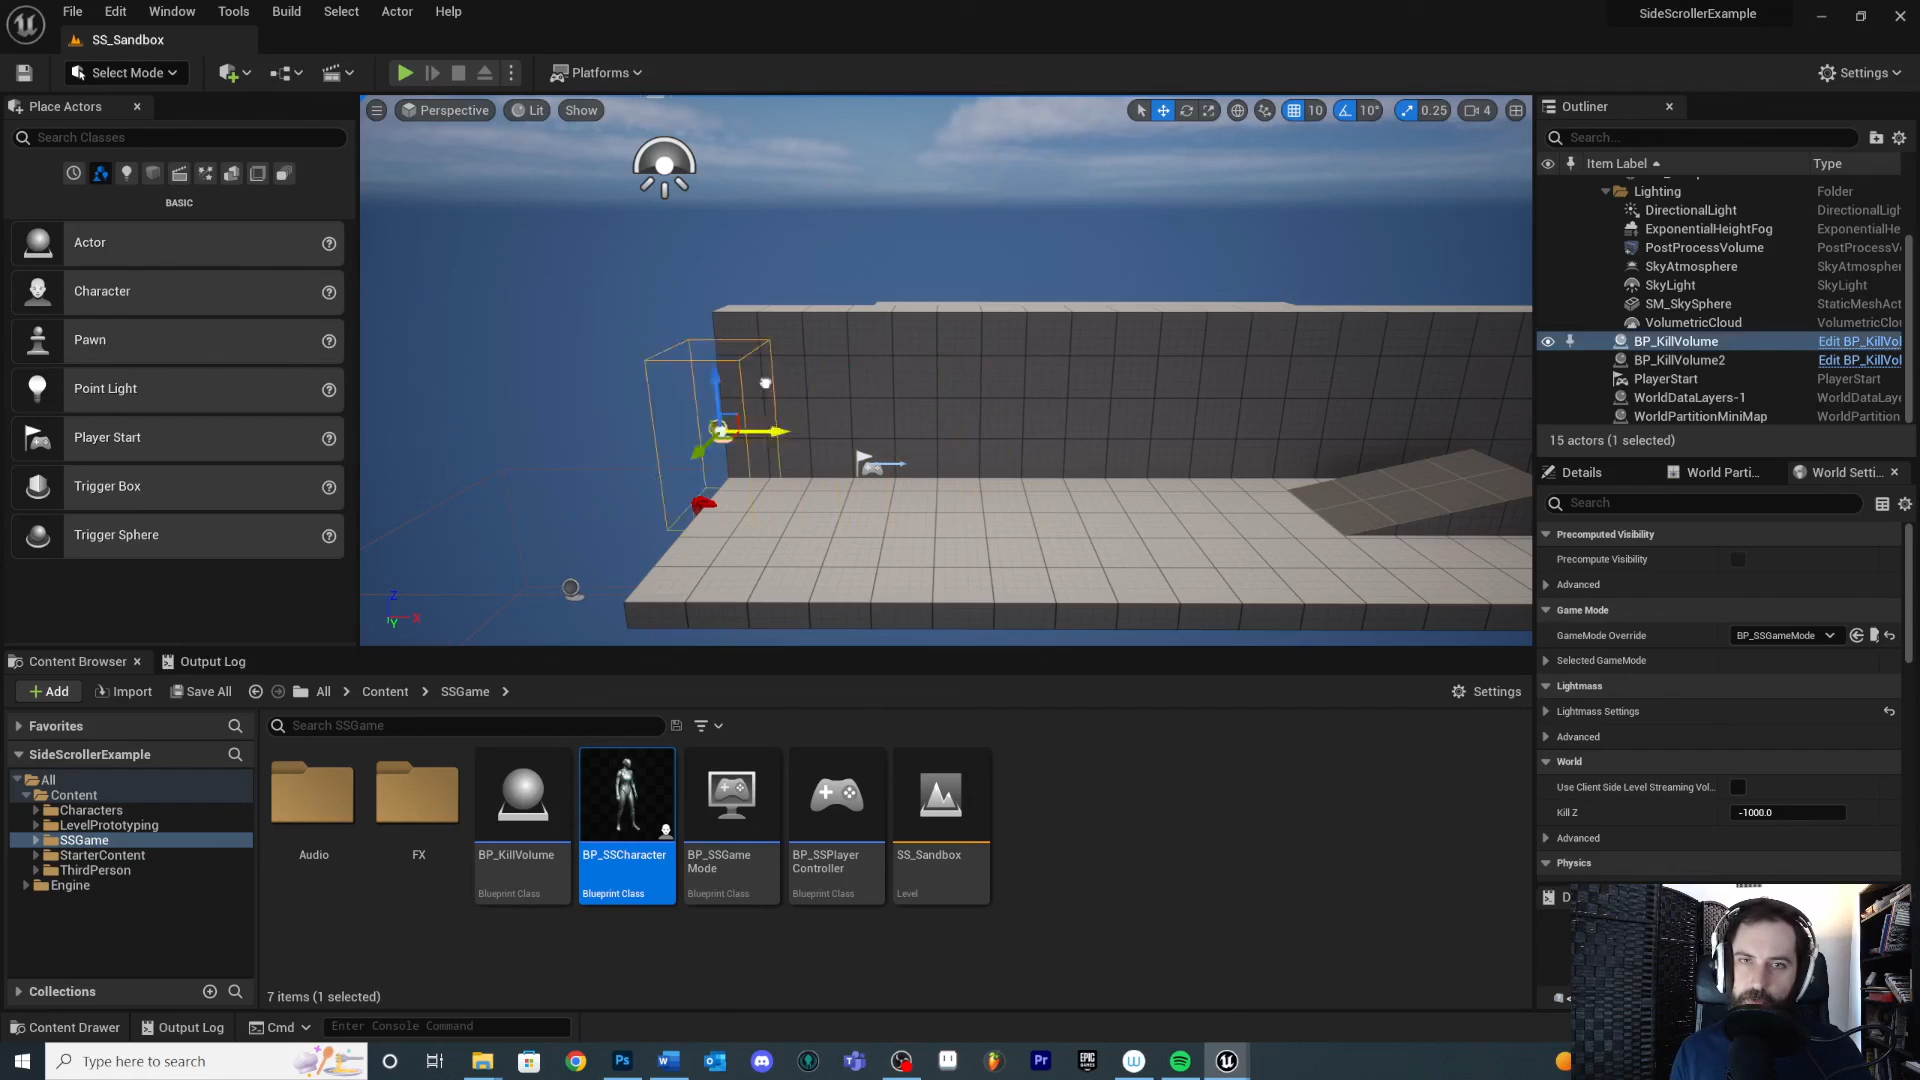 File Edit Window Tools Build Select Actor Help
SideScrollerExample
SS_Sandbox
Select Mode
Platforms
Settings
Place Actors
Search Classes
BASIC
Actor
Character
Pawn
Point Light
Player Start
Trigger Box
Trigger Sphere
Perspective Lit Show
10 10° 0.25 4
Z
X
Y
Outliner
Search...
Item Label Type
Lighting Folder
DirectionalLight DirectionalLigh
ExponentialHeightFog ExponentialHe
PostProcessVolume PostProcessV
SkyAtmosphere SkyAtmospher
SkyLight SkyLight
SM_SkySphere StaticMeshAct
VolumetricCloud VolumetricClo
BP_KillVolume Edit BP_KillVol
BP_KillVolume2 Edit BP_KillVol
PlayerStart PlayerStart
WorldDataLayers-1 WorldDataLaye
WorldPartitionMiniMap WorldPartition
15 actors (1 selected)
Details World Parti... World Setti...
Search
Precomputed Visibility
Precompute Visibility
Advanced
Game Mode
GameMode Override BP_SSGameMode
Selected GameMode
Lightmass
Lightmass Settings
Advanced
World
Use Client Side Level Streaming Vol...
Kill Z -1000.0
Advanced
Physics
D
Content Browser Output Log
Add Import Save All All Content SSGame
Settings
Favorites
Search SSGame
SideScrollerExample
All
Content
Characters
LevelPrototyping
SSGame
StarterContent
ThirdPerson
Engine
Collections
Audio
FX
BP_KillVolume
Blueprint Class
BP_SSCharacter
Blueprint Class
BP_SSGame
Mode
Blueprint Class
BP_SSPlayer
Controller
Blueprint Class
SS_Sandbox
Level
7 items (1 selected)
Content Drawer Output Log Cmd Enter Console Command
Type here to search
Ps
W
Pr
EPIC
GAMES